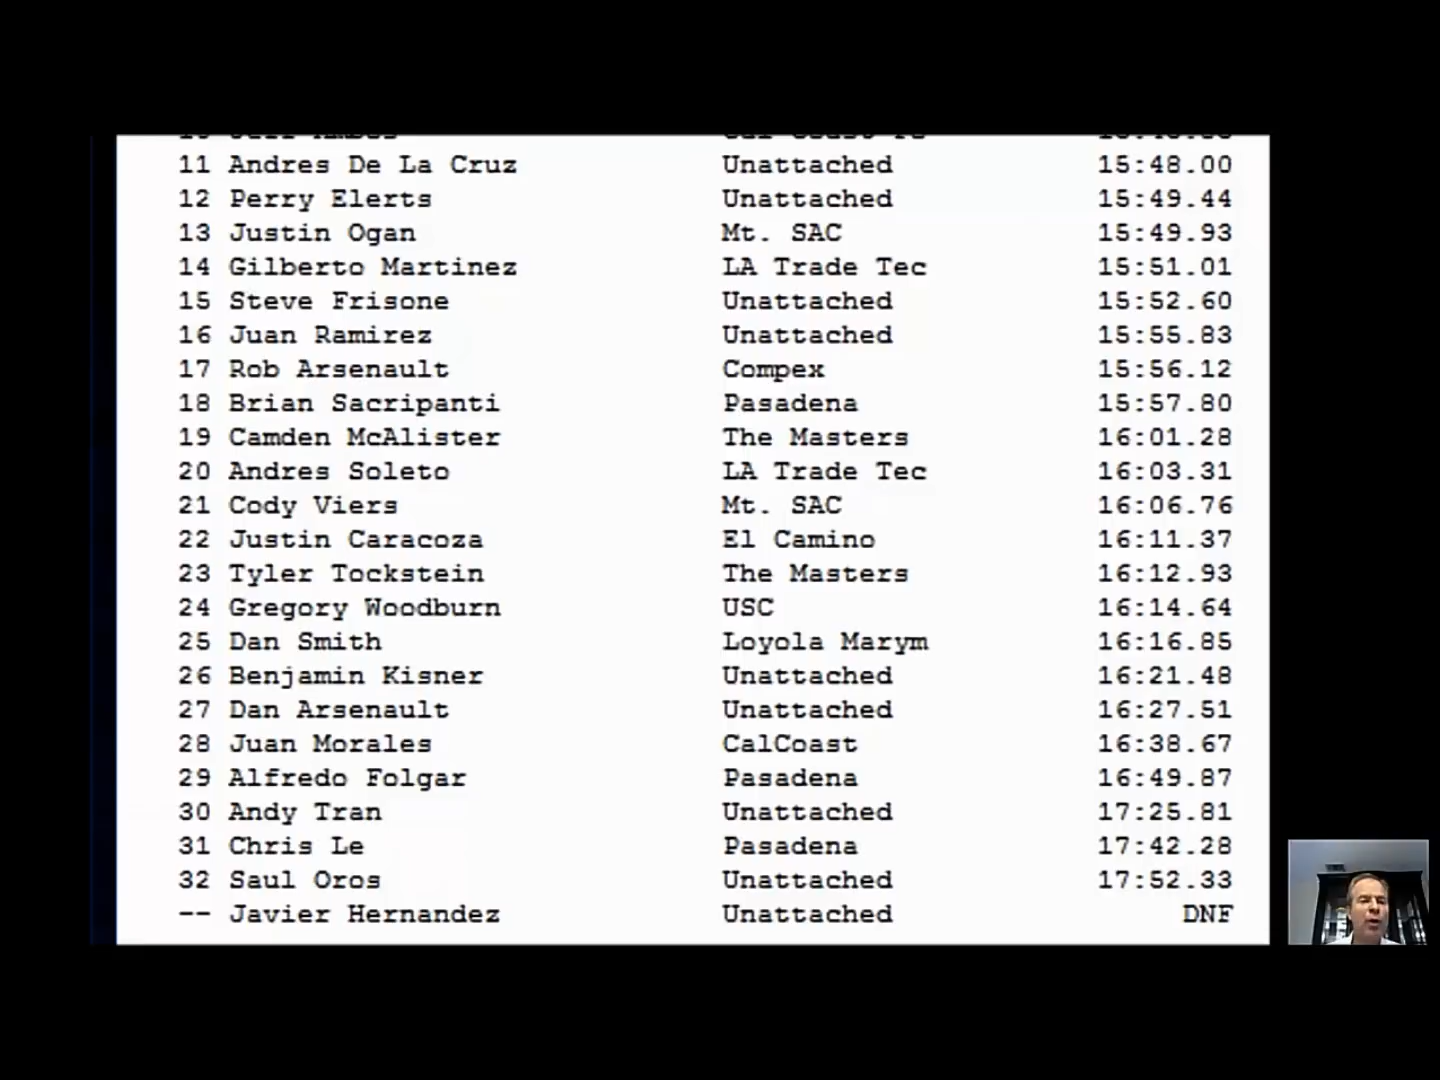 11 Andres De La Cruz Unattached 15:48.00
12 Perry Elerts Unattached 15:49.44
13 Justin Ogan Mt. SAC 15:49.93
14 Gilberto Martinez LA Trade Tec 15:51.01
15 Steve Frisone Unattached 15:52.60
16 Juan Ramirez Unattached 15:55.83
17 Rob Arsenault Compex 15:56.12
18 Brian Sacripanti Pasadena 15:57.80
19 Camden McAlister The Masters 16:01.28
20 Andres Soleto LA Trade Tec 16:03.31
21 Cody Viers Mt. SAC 16:06.76
22 Justin Caracoza El Camino 16:11.37
23 Tyler Tockstein The Masters 16:12.93
24 Gregory Woodburn USC 16:14.64
25 Dan Smith Loyola Marym 16:16.85
26 Benjamin Kisner Unattached 16:21.48
27 Dan Arsenault Unattached 16:27.51
28 Juan Morales CalCoast 16:38.67
29 Alfredo Folgar Pasadena 16:49.87
30 Andy Tran Unattached 17:25.81
31 Chris Le Pasadena 17:42.28
32 Saul Oros Unattached 17:52.33
-- Javier Hernandez Unattached DNF